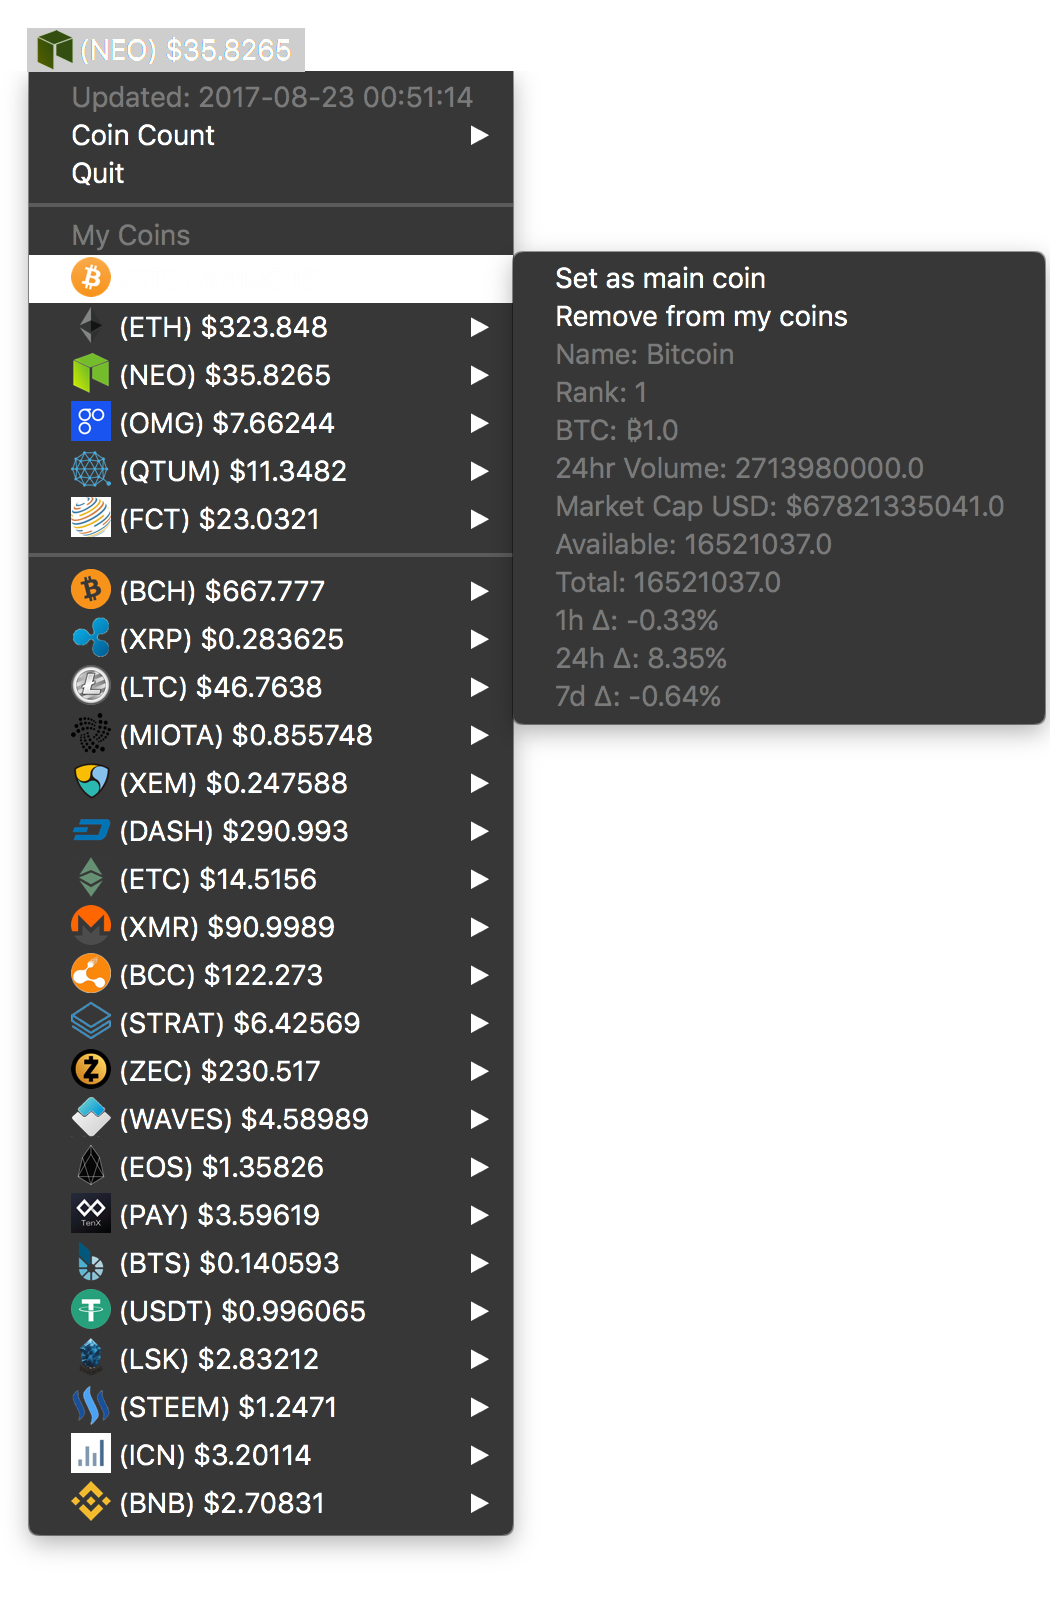 (NEO) $35.8265
Updated: 2017-08-23 00:51:14
Coin Count
Quit
My Coins
(ETH) $323.848
(NEO) $35.8265
(OMG) $7.66244
(QTUM) $11.3482
(FCT) $23.0321
(BCH) $667.777
(XRP) $0.283625
(LTC) $46.7638
(MIOTA) $0.855748
(XEM) $0.247588
(DASH) $290.993
(ETC) $14.5156
(XMR) $90.9989
(BCC) $122.273
(STRAT) $6.42569
(ZEC) $230.517
(WAVES) $4.58989
(EOS) $1.35826
(PAY) $3.59619
TenX
(BTS) $0.140593
(USDT) $0.996065
(LSK) $2.83212
(STEEM) $1.2471
(ICN) $3.20114
(BNB) $2.70831
Set as main coin
Remove from my coins
Name: Bitcoin
Rank: 1
BTC: ₿1.0
24hr Volume: 2713980000.0
Market Cap USD: $67821335041.0
Available: 16521037.0
Total: 16521037.0
1h Δ: -0.33%
24h Δ: 8.35%
7d Δ: -0.64%